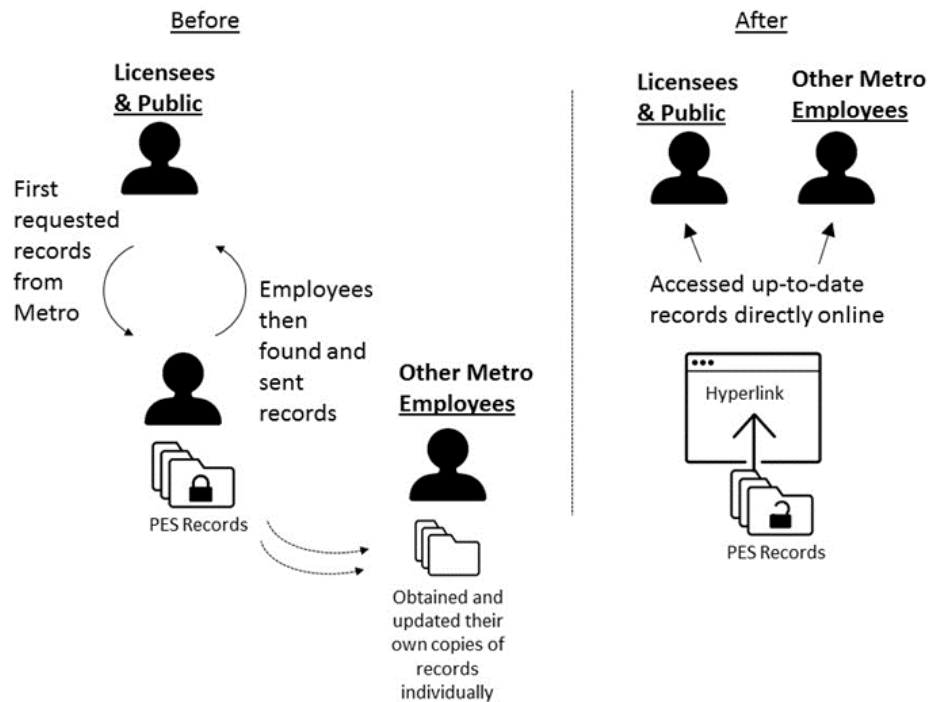 Before
Licensees
& Public
First
requested
records
from
Metro
Employees
then
found and
sent
records
PES Records
Other Metro
Employees
Obtained and
updated their
own copies of
records
individually
After
Licensees
& Public
Other Metro
Employees
Accessed up-to-date
records directly online
Hyperlink
PES Records